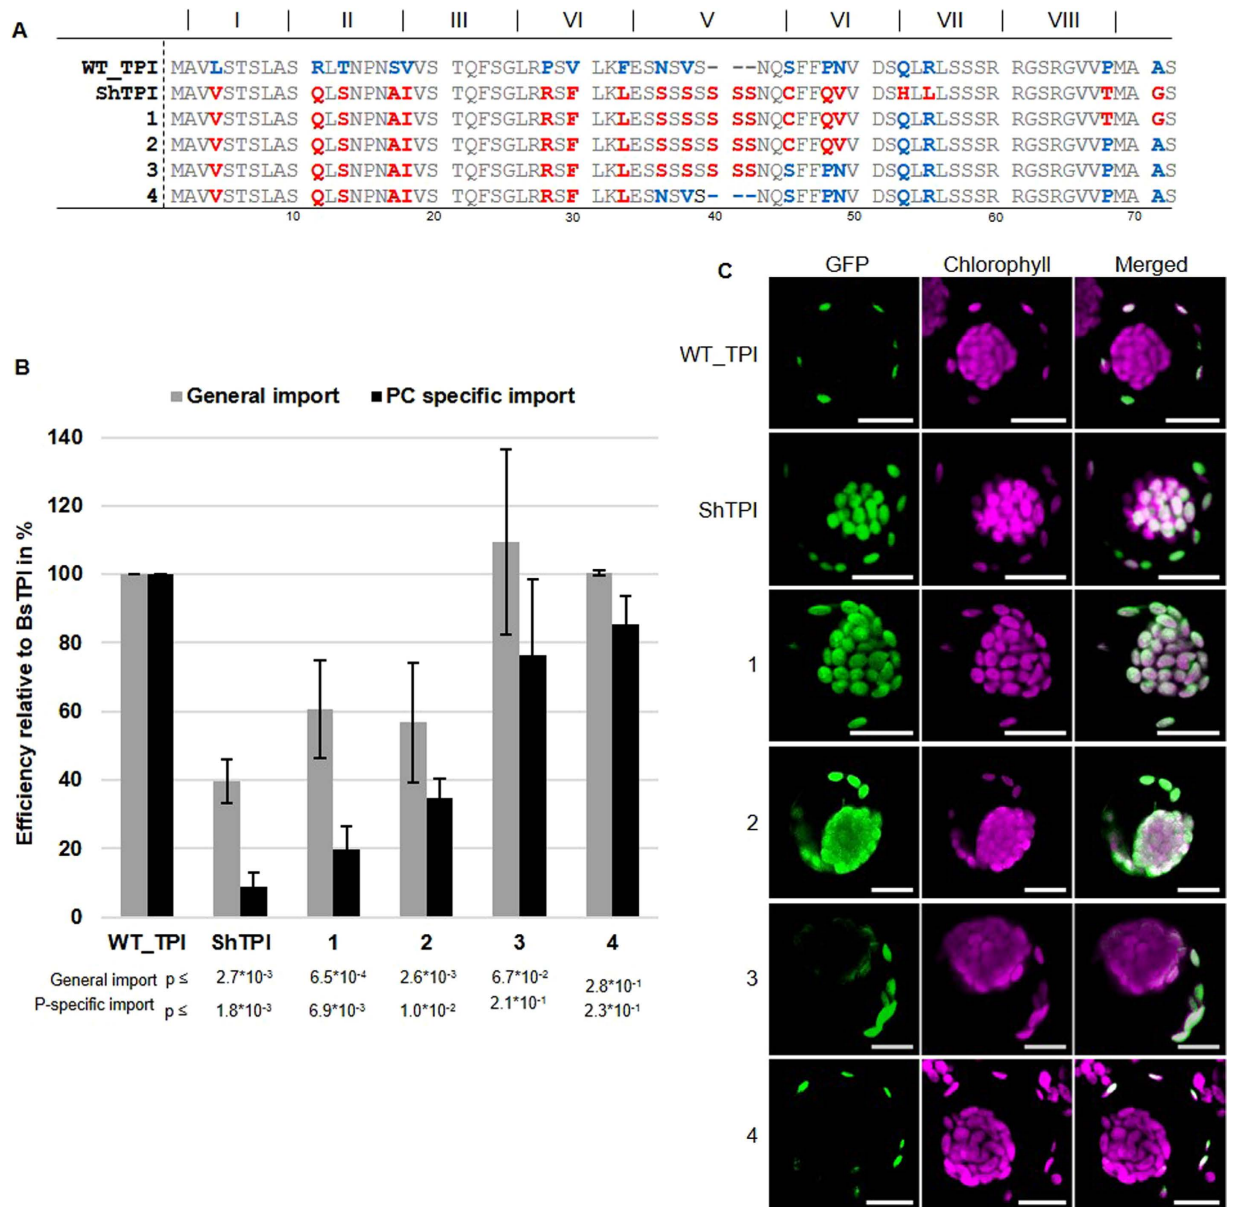 A
| I | II | III | VI | V | VI | VII | VIII |
WT_TPI MAVLSTSLAS RLTNPNSVVS TQFSGLRPSV LKFESNSVS- --NQSFFPNV DSQLRLSSSR RGSRGVVPMA AS
ShTPI MAVVSTSLAS QLSNPNAIVS TQFSGLRRSF LKLESSSSSS SSNQCFFQVV DSHLLLSSSR RGSRGVVTMA GS
1 MAVVSTSLAS QLSNPNAIVS TQFSGLRRSF LKLESSSSSS SSNQCFFQVV DSQLRLSSSR RGSRGVVTMA GS
2 MAVVSTSLAS QLSNPNAIVS TQFSGLRRSF LKLESSSSSS SSNQCFFQVV DSQLRLSSSR RGSRGVVPMA AS
3 MAVVSTSLAS QLSNPNAIVS TQFSGLRRSF LKLESSSSSS SSNQSFFPNV DSQLRLSSSR RGSRGVVPMA AS
4 MAVVSTSLAS QLSNPNAIVS TQFSGLRRSF LKLESNSVS- --NQSFFPNV DSQLRLSSSR RGSRGVVPMA AS
10 20 30 40 50 60 70
B
General import PC specific import
Efficiency relative to BsTPI in %
140
120
100
80
60
40
20
0
WT_TPI ShTPI 1 2 3 4
General import p ≤ 2.7*10⁻³ 6.5*10⁻⁴ 2.6*10⁻³ 6.7*10⁻² 2.8*10⁻¹
P-specific import p ≤ 1.8*10⁻³ 6.9*10⁻³ 1.0*10⁻² 2.1*10⁻¹ 2.3*10⁻¹
C
GFP Chlorophyll Merged
WT_TPI
ShTPI
1
2
3
4